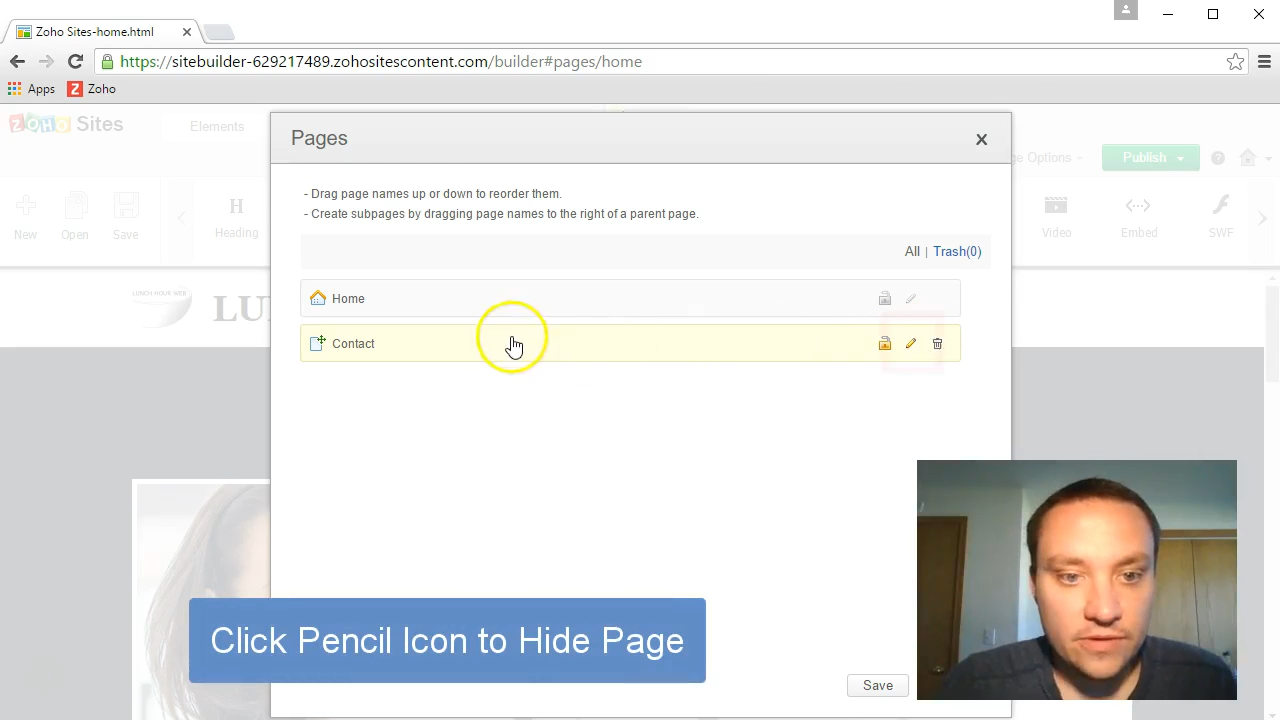 Zoho Sites-home.html
https://sitebuilder-629217489.zohositescontent.com/builder#pages/home
Apps
Zoho
ZOHO Sites
Elements
Options
Publish
New
Open
Save
Heading
Video
Embed
SWF
Pages
X
- Drag page names up or down to reorder them.
- Create subpages by dragging page names to the right of a parent page.
All | Trash(0)
Home
Contact
Click Pencil Icon to Hide Page
Save